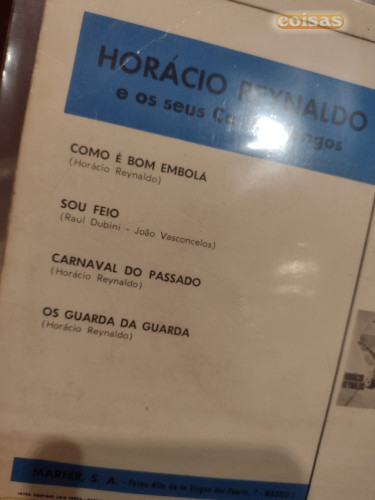 coisas
HORÁCIO REYNALDO
e os seus
COMO É BOM EMBOLÁ
(Horácio Reynaldo)
SOU FEIO
(Raul Dubini - João Vasconcelos)
CARNAVAL DO PASSADO
(Horácio Reynaldo)
OS GUARDA DA GUARDA
(Horácio Reynaldo)
MARFER, S. A. -